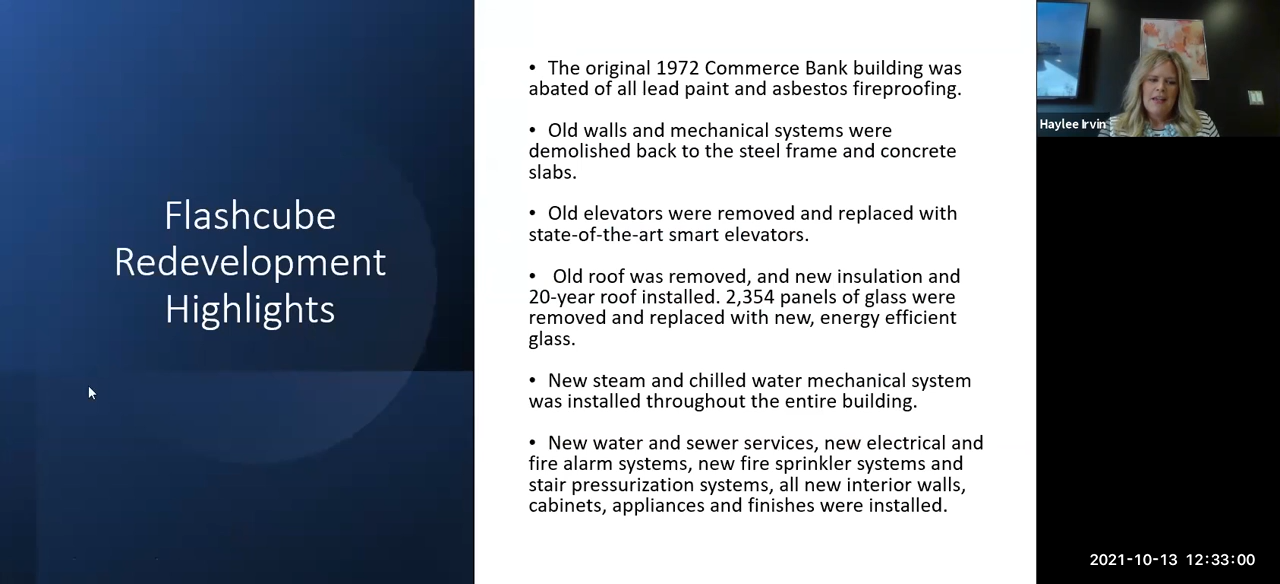 Flashcube
Redevelopment
Highlights
• The original 1972 Commerce Bank building was
abated of all lead paint and asbestos fireproofing.
• Old walls and mechanical systems were
demolished back to the steel frame and concrete
slabs.
• Old elevators were removed and replaced with
state-of-the-art smart elevators.
• Old roof was removed, and new insulation and
20-year roof installed. 2,354 panels of glass were
removed and replaced with new, energy efficient
glass.
• New steam and chilled water mechanical system
was installed throughout the entire building.
• New water and sewer services, new electrical and
fire alarm systems, new fire sprinkler systems and
stair pressurization systems, all new interior walls,
cabinets, appliances and finishes were installed.
Haylee Irvin
2021-10-13 12:33:00